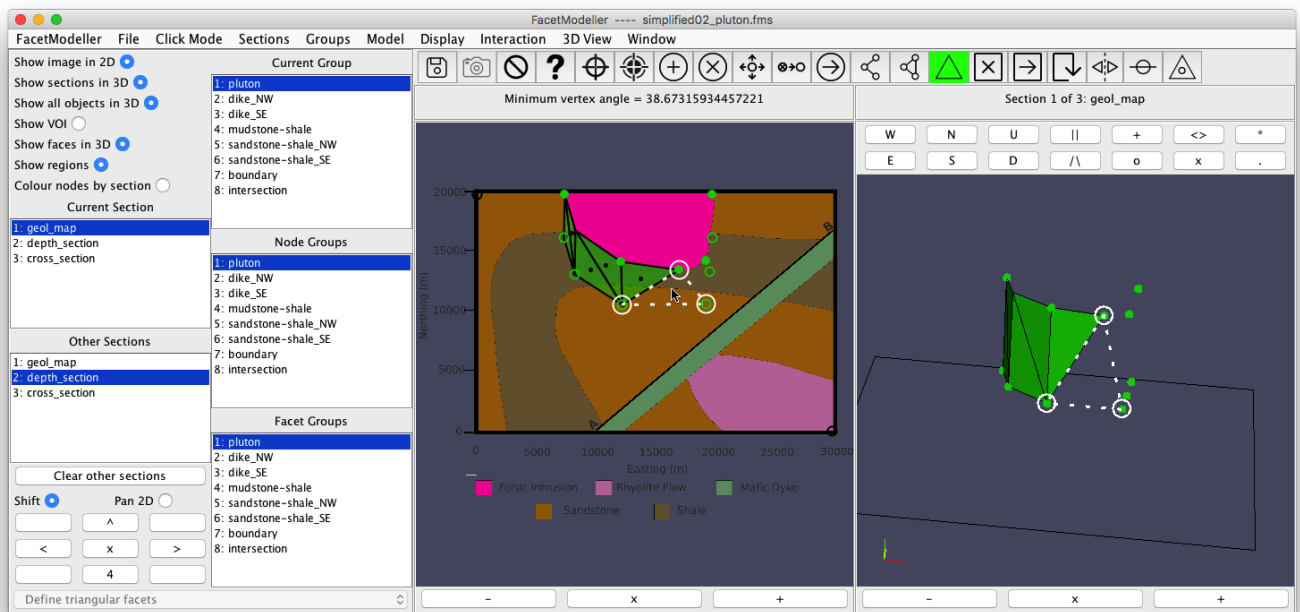 FacetModeller ---- simplified02_pluton.fms
FacetModeller File Click Mode Sections Groups Model Display Interaction 3D View Window
Show image in 2D
Show sections in 3D
Show all objects in 3D
Show VOI
Show faces in 3D
Show regions
Colour nodes by section
Current Section
1: geol_map
2: depth_section
3: cross_section
Other Sections
1: geol_map
2: depth_section
3: cross_section
Clear other sections
Shift Pan 2D
^
< x >
4
Define triangular facets
Current Group
1: pluton
2: dike_NW
3: dike_SE
4: mudstone-shale
5: sandstone-shale_NW
6: sandstone-shale_SE
7: boundary
8: intersection
Node Groups
1: pluton
2: dike_NW
3: dike_SE
4: mudstone-shale
5: sandstone-shale_NW
6: sandstone-shale_SE
7: boundary
8: intersection
Facet Groups
1: pluton
2: dike_NW
3: dike_SE
4: mudstone-shale
5: sandstone-shale_NW
6: sandstone-shale_SE
7: boundary
8: intersection
Minimum vertex angle = 38.67315934457221
20000
15000
10000
5000
0
Northing (m)
A
B
0 5000 10000 15000 20000 25000 30000
Easting (m)
Felsic Intrusion Rhyolite Flow Mafic Dyke
Sandstone Shale
- x +
Section 1 of 3: geol_map
W N U || + <> *
E S D /\ o x .
- x +